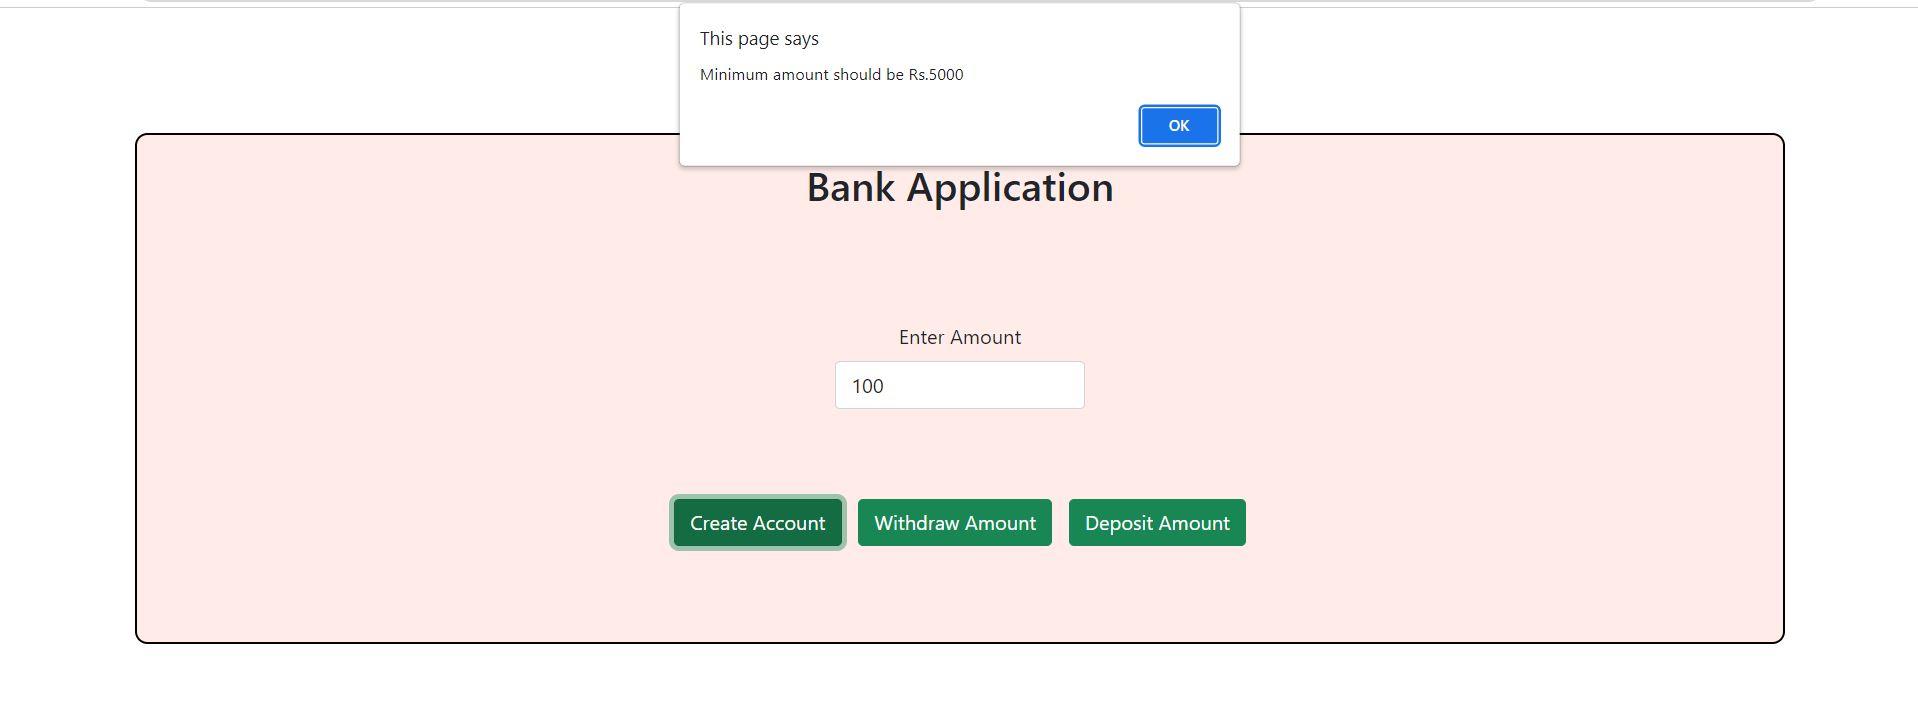 This page says
Minimum amount should be Rs.5000
OK
Bank Application
Enter Amount
100
Create Account
Withdraw Amount
Deposit Amount